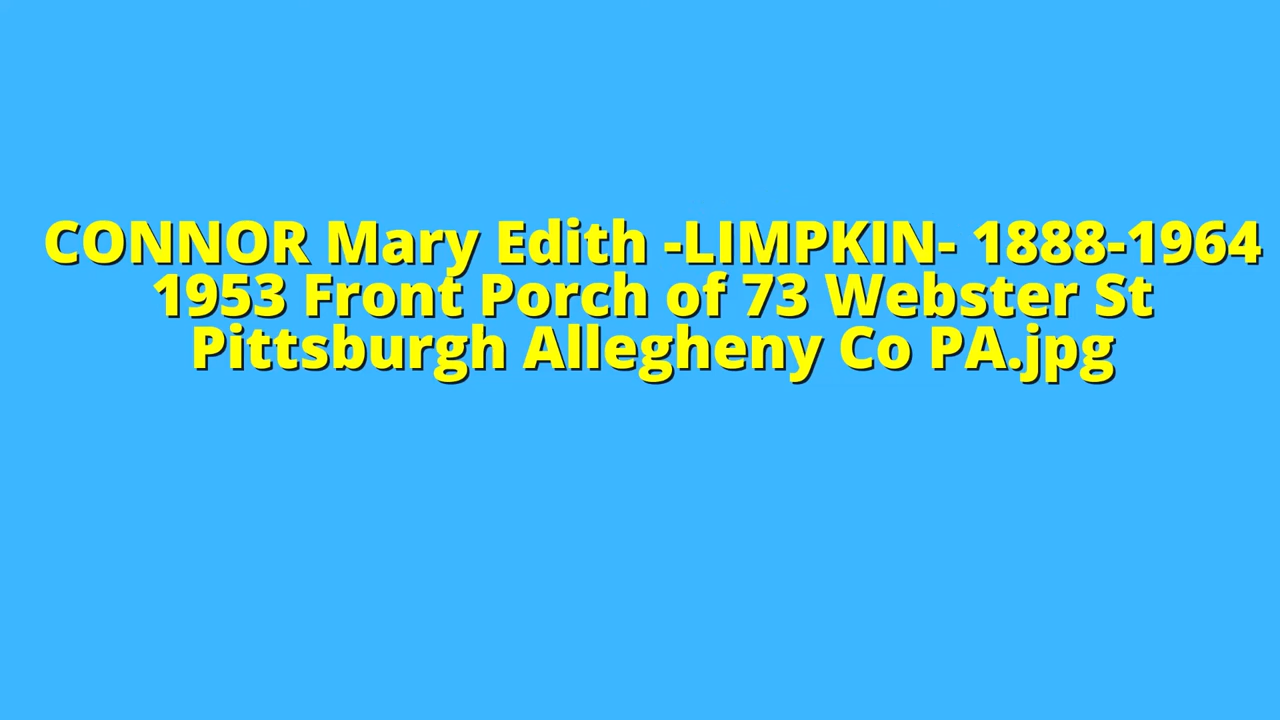 CONNOR Mary Edith -LIMPKIN- 1888-1964
1953 Front Porch of 73 Webster St
Pittsburgh Allegheny Co PA.jpg